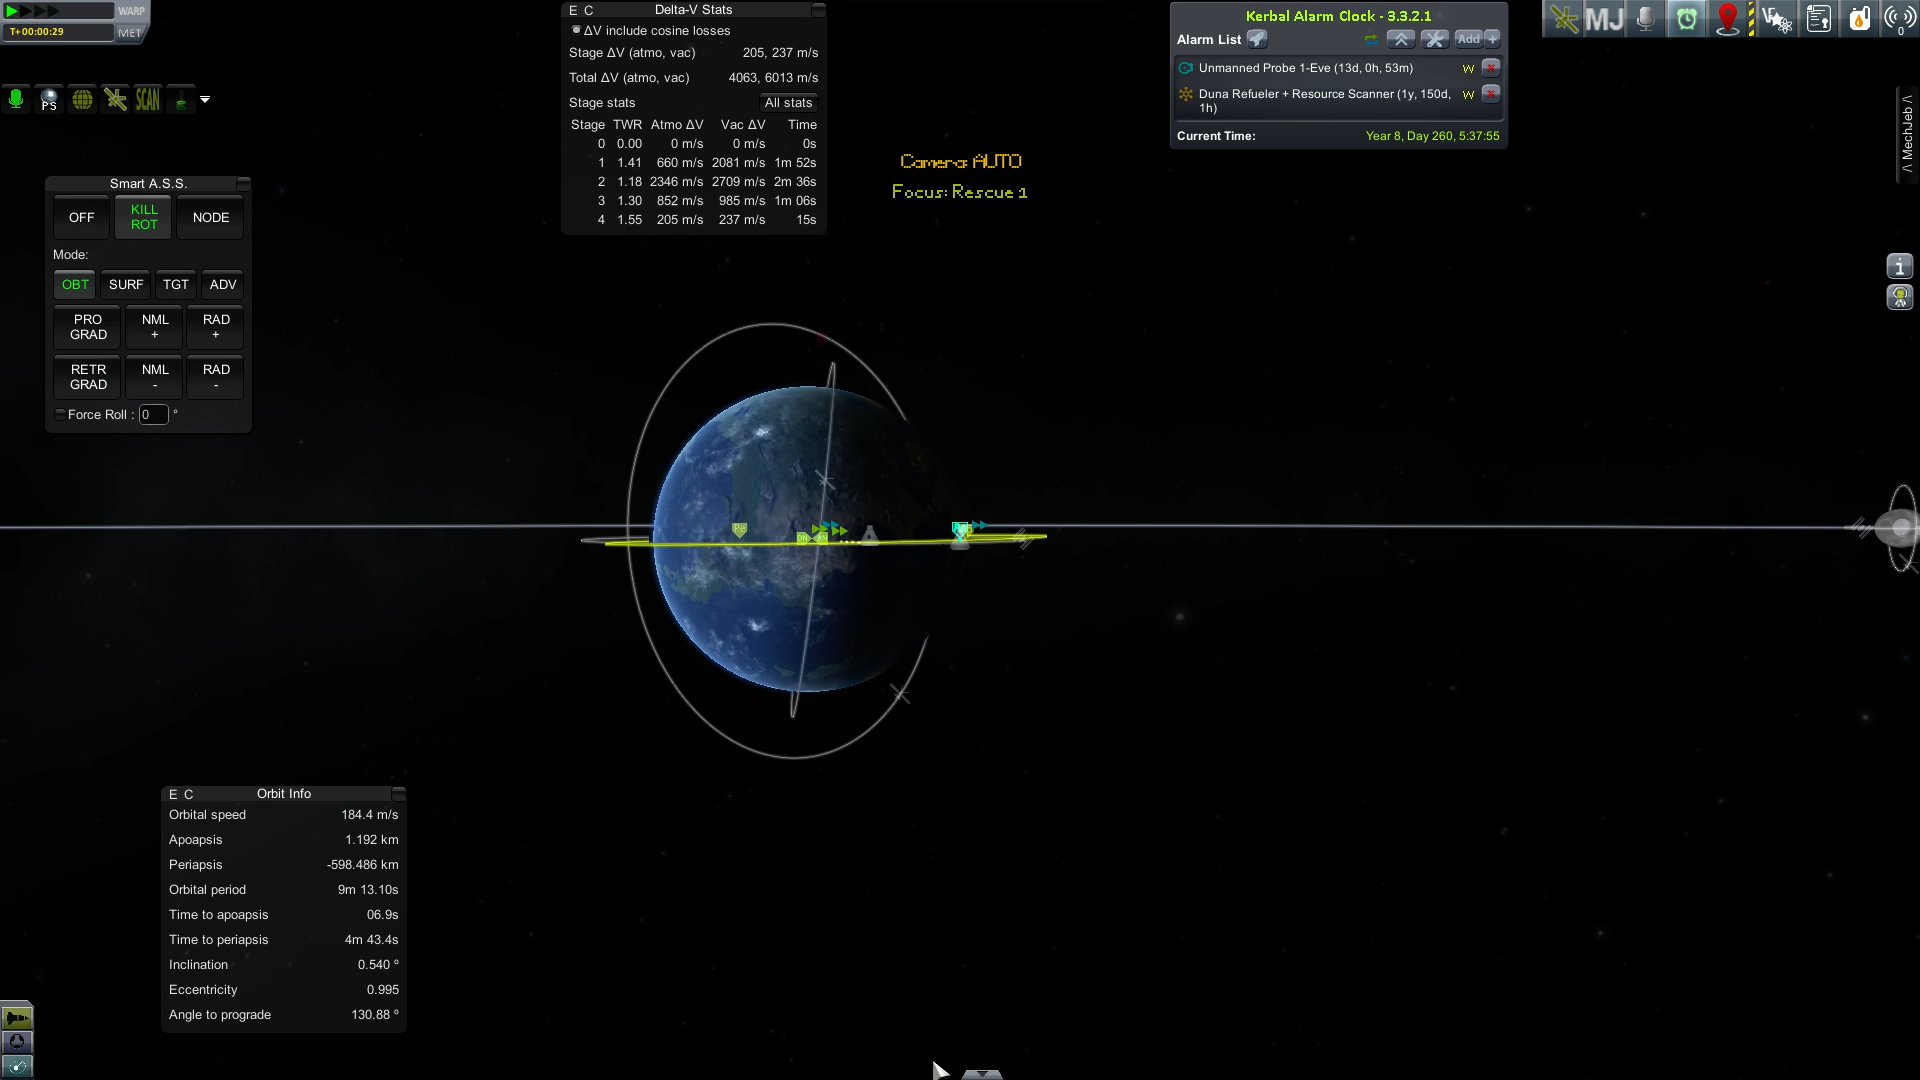 WARP
T+00:00:29
MET
PS
SCAN
Smart A.S.S.
OFF
KILL
ROT
NODE
Mode:
OBT SURF TGT ADV
PRO
GRAD
NML
+
RAD
+
RETR
GRAD
NML
-
RAD
-
Force Roll : 0 °
E C Delta-V Stats
ΔV include cosine losses
Stage ΔV (atmo, vac) 205, 237 m/s
Total ΔV (atmo, vac) 4063, 6013 m/s
Stage stats All stats
Stage TWR Atmo ΔV Vac ΔV Time
0 0.00 0 m/s 0 m/s 0s
1 1.41 660 m/s 2081 m/s 1m 52s
2 1.18 2346 m/s 2709 m/s 2m 36s
3 1.30 852 m/s 985 m/s 1m 06s
4 1.55 205 m/s 237 m/s 15s
Camera: AUTO
Focus: Rescue 1
Kerbal Alarm Clock - 3.3.2.1
Alarm List Add +
Unmanned Probe 1-Eve (13d, 0h, 53m) W
Duna Refueler + Resource Scanner (1y, 150d,
1h) W
Current Time: Year 8, Day 260, 5:37:55
MJ
0
\/ MechJeb \/
Pe
DN AN
E C Orbit Info
Orbital speed 184.4 m/s
Apoapsis 1.192 km
Periapsis -598.486 km
Orbital period 9m 13.10s
Time to apoapsis 06.9s
Time to periapsis 4m 43.4s
Inclination 0.540 º
Eccentricity 0.995
Angle to prograde 130.88 º